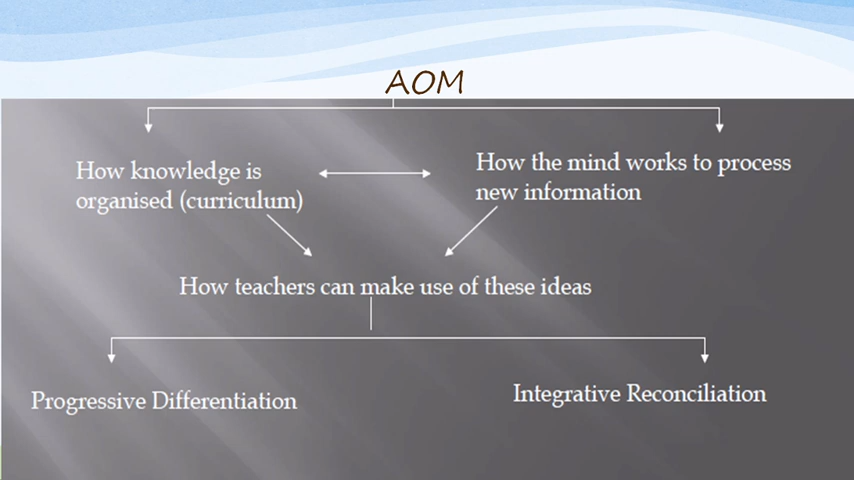 AOM
How knowledge is
organised (curriculum)
How the mind works to process
new information
How teachers can make use of these ideas
Progressive Differentiation
Integrative Reconciliation